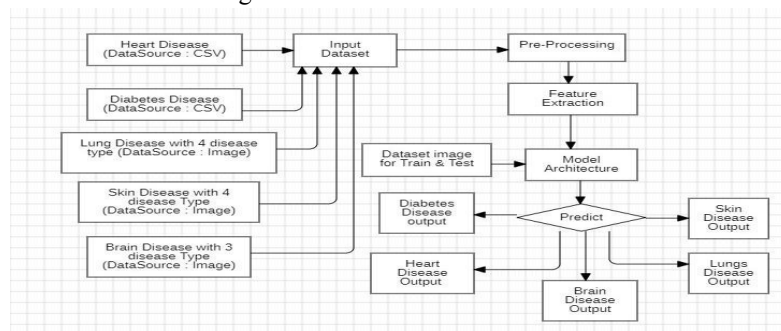 Heart Disease
(DataSource : CSV)
Input
Dataset
Pre-Processing
Diabetes Disease
(DataSource : CSV)
Feature
Extraction
Lung Disease with 4 disease
type (DataSource : Image)
Dataset image
for Train & Test
Model
Architecture
Skin Disease with 4
disease Type
(DataSource : Image)
Diabetes
Disease
output
Predict
Skin
Disease
Output
Brain Disease with 3
disease Type
(DataSource : Image)
Heart
Disease
Output
Brain
Disease
Output
Lungs
Disease
Output